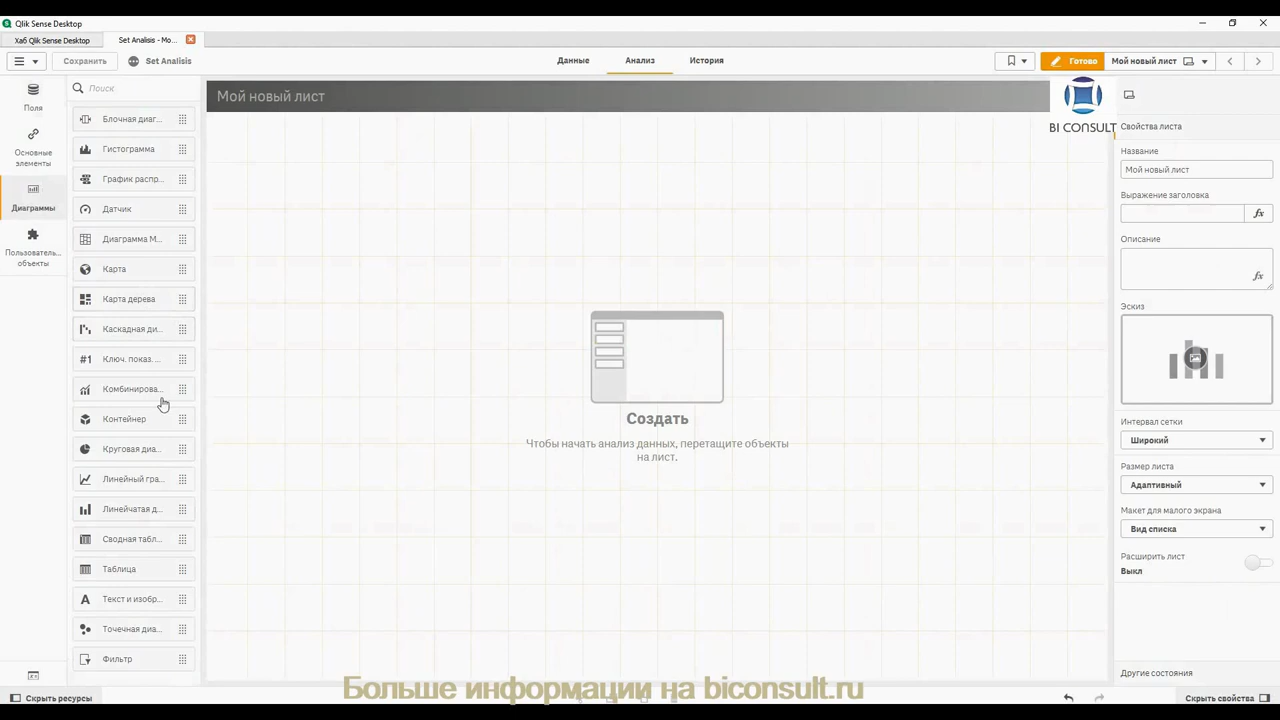 Qlik Sense Desktop
Хаб Qlik Sense Desktop
Set Analisis - Mo...
Сохранить
Set Analisis
Данные
Анализ
История
Готово
Мой новый лист
Поля
Основные
элементы
Диаграммы
Пользователь...
объекты
Поиск
Блочная диаг...
Гистограмма
График распр...
Датчик
Диаграмма М...
Карта
Карта дерева
Каскадная ди...
#1 Ключ. показ. ...
Комбинирова...
Контейнер
Круговая диа...
Линейный гра...
Линейчатая д...
Сводная табл...
Таблица
A Текст и изобр...
Точечная диа...
Фильтр
Мой новый лист
BI CONSULT
Создать
Чтобы начать анализ данных, перетащите объекты
на лист.
Свойства листа
Название
Мой новый лист
Выражение заголовка
fx
Описание
fx
Эскиз
Интервал сетки
Широкий
Размер листа
Адаптивный
Макет для малого экрана
Вид списка
Расширить лист
Выкл
Другие состояния
Скрыть ресурсы
Скрыть свойства
Больше информации на biconsult.ru